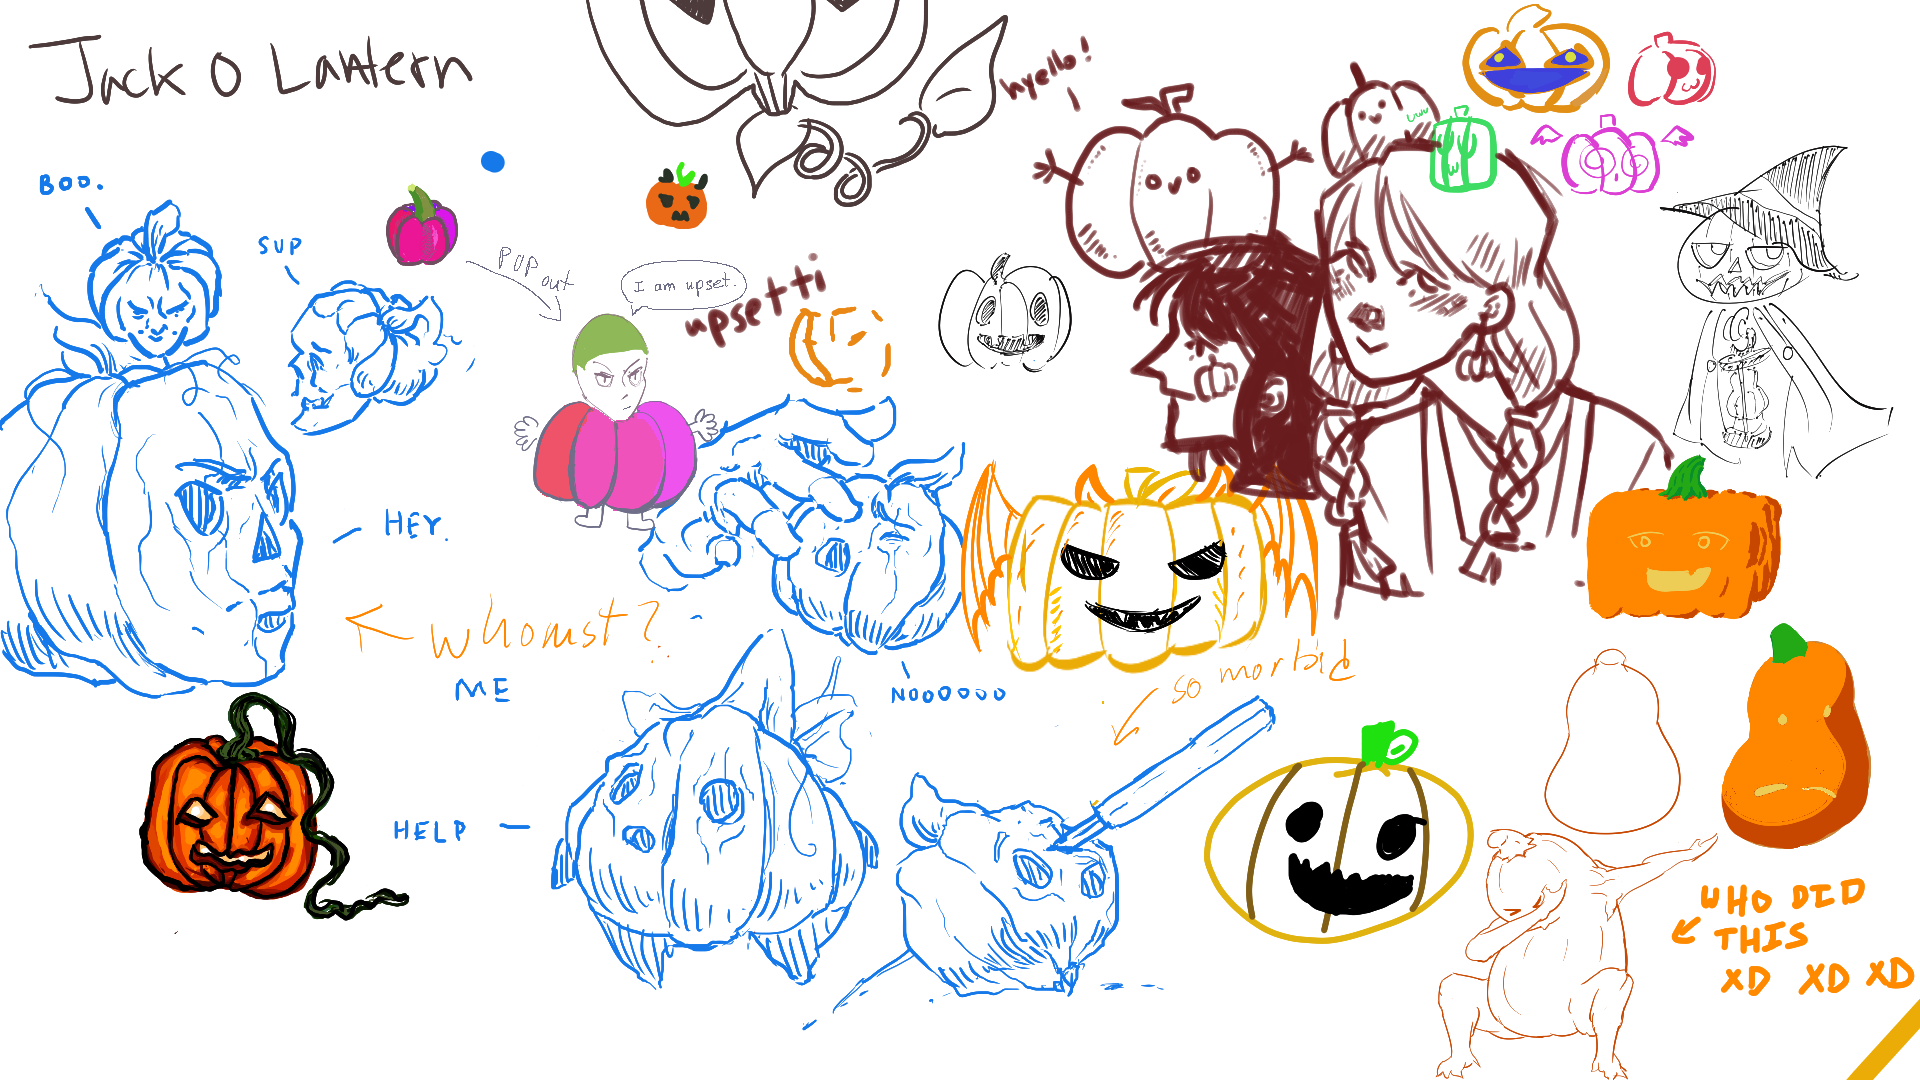 Jack O Lantern
hyello!
BOO.
SUP
POP out
I am upset.
upsetti
uwu
HEY.
whomst?
ME
NOOOOOO
so morbid
HELP
WHO DID
THIS
XD XD XD